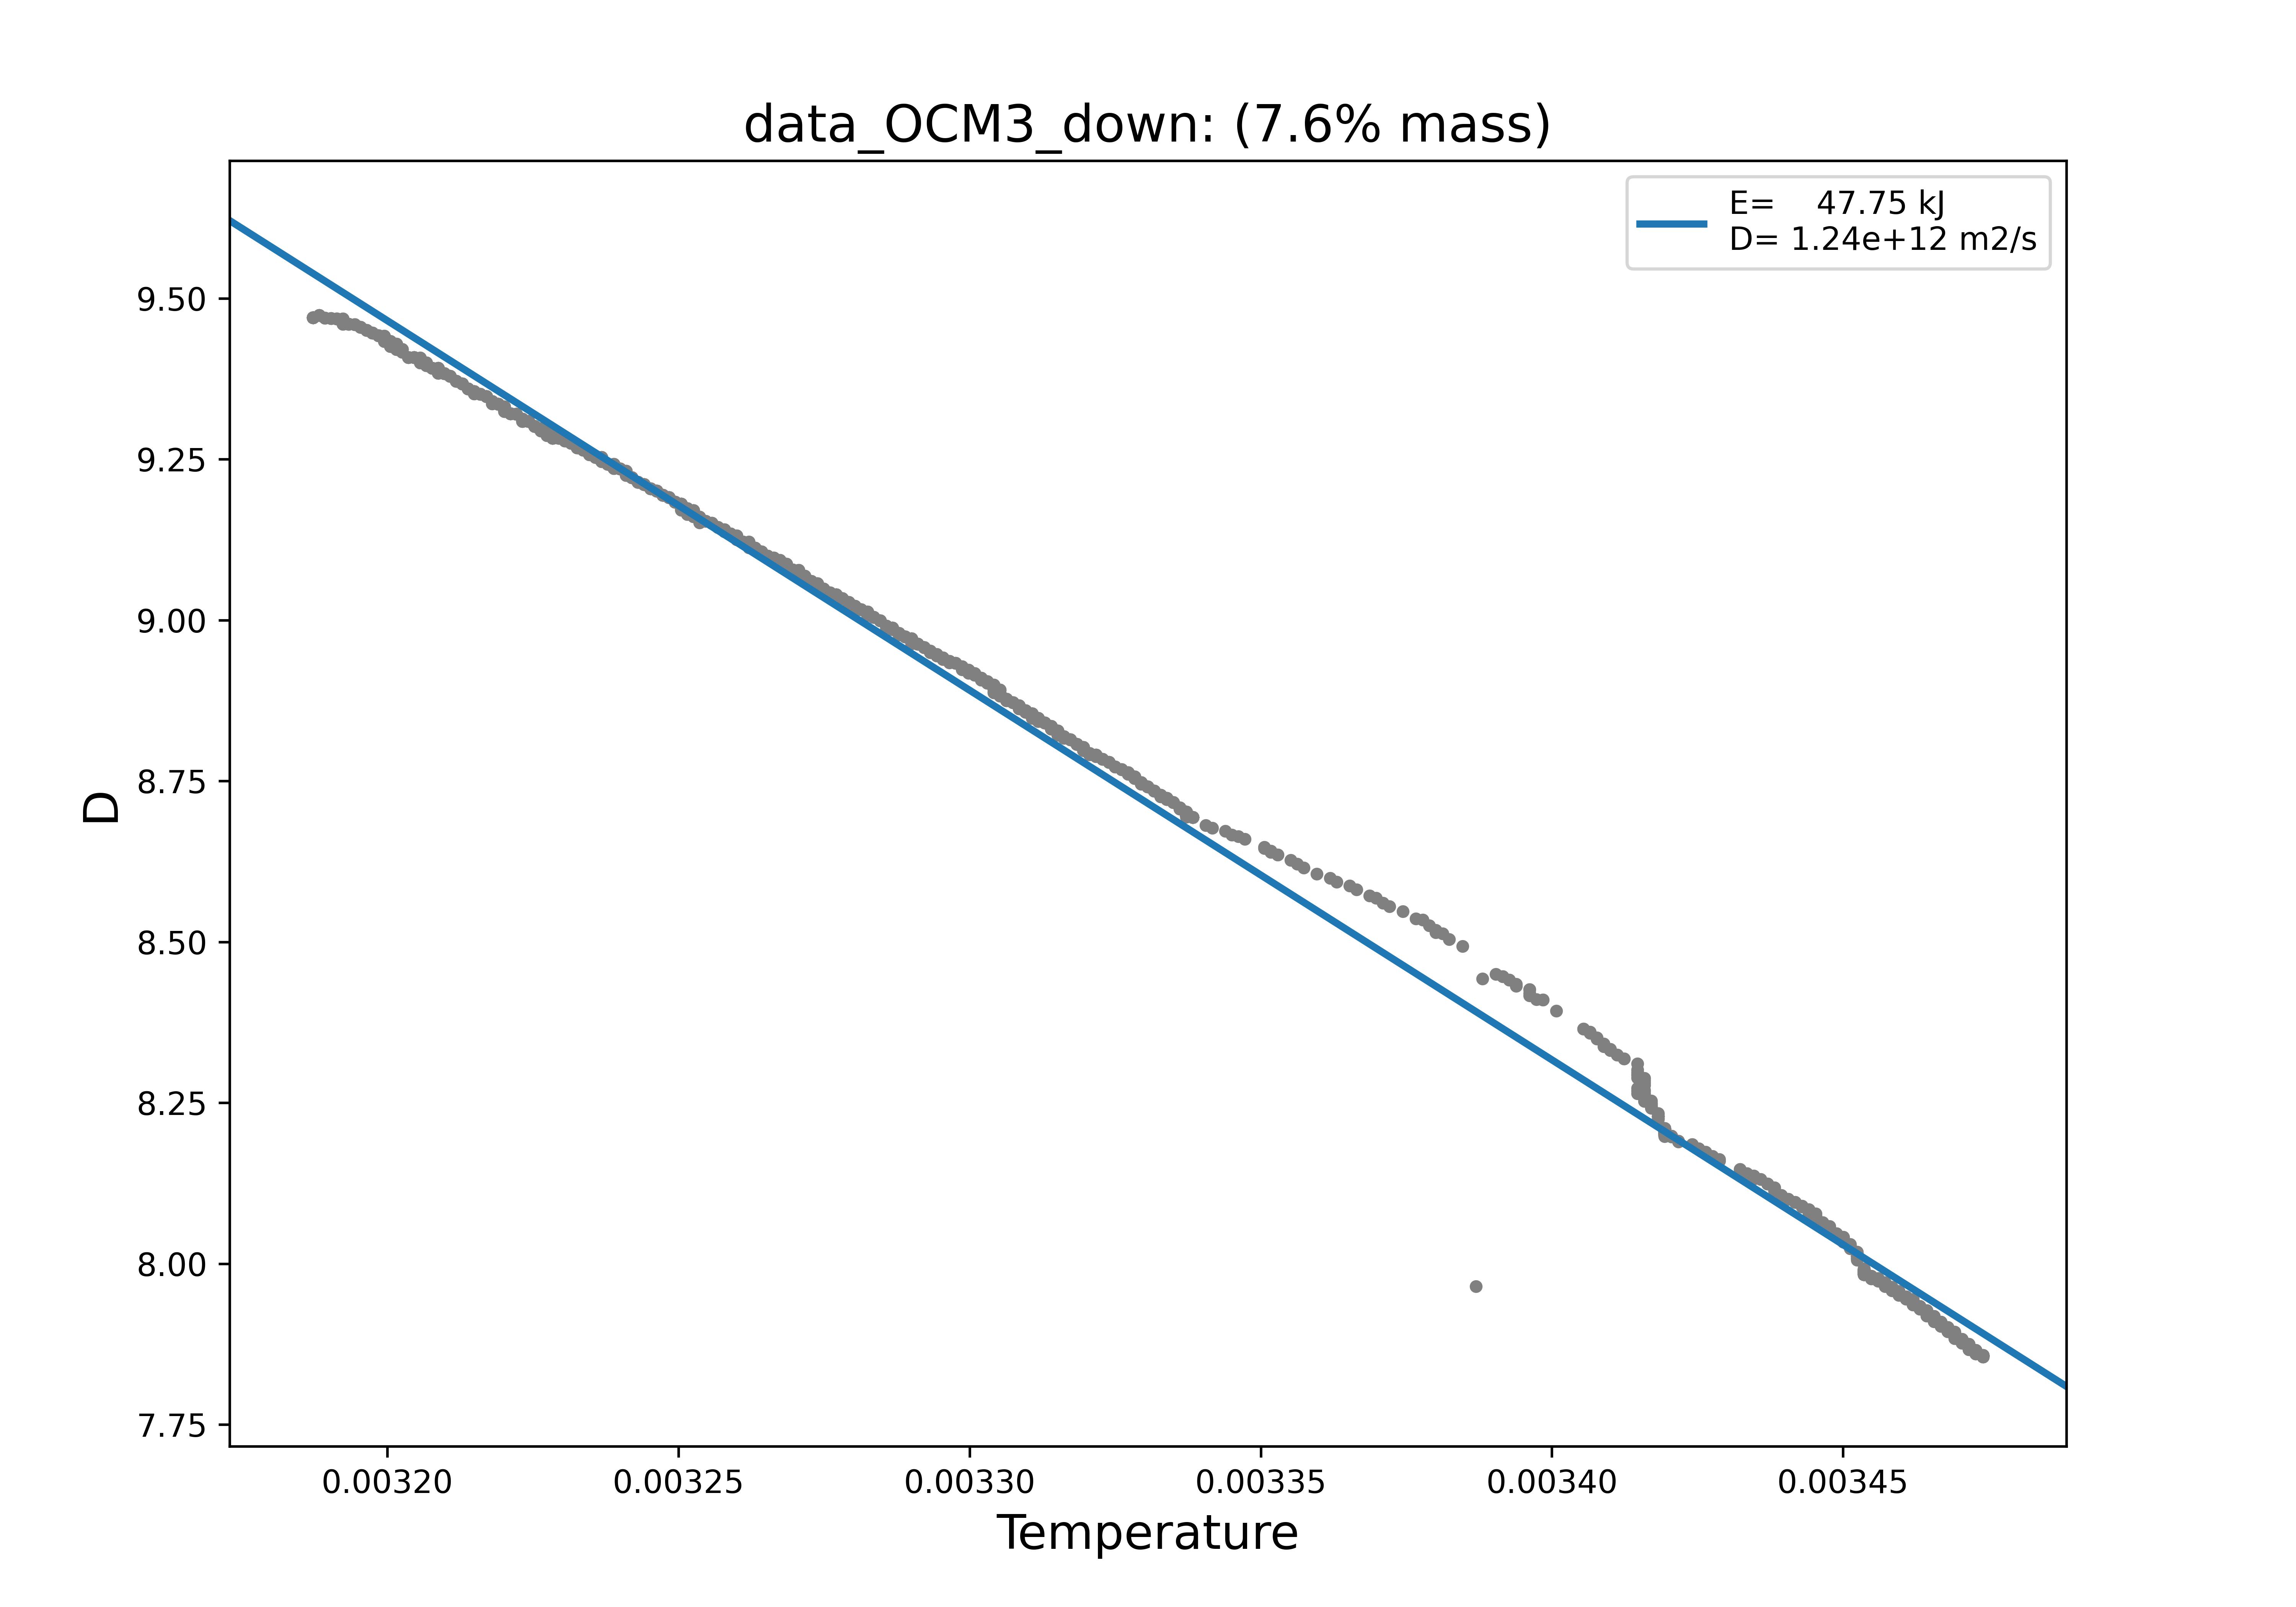 data_OCM3_down: (7.6% mass)
E=    47.75 kJ
D= 1.24e+12 m2/s
9.50
9.25
9.00
8.75
8.50
8.25
8.00
7.75
D
0.00320
0.00325
0.00330
0.00335
0.00340
0.00345
Temperature